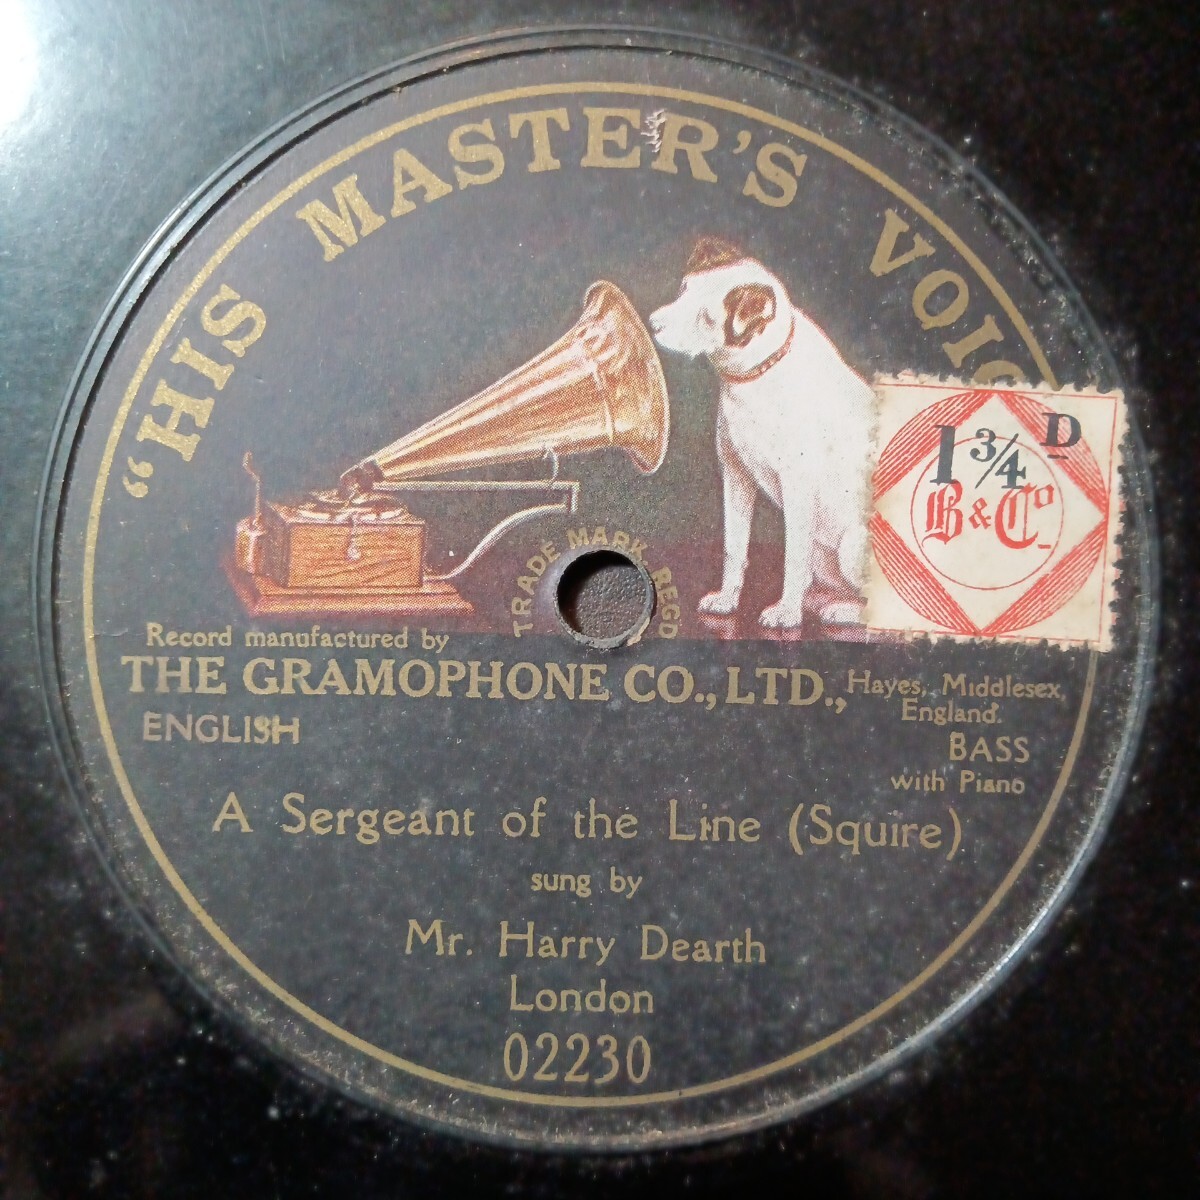 "HIS MASTER'S VOIC
1 3/4 D
B & Co
TRADE MARK REGD
Record manufactured by
THE GRAMOPHONE CO., LTD., Hayes, Middlesex,
England.
ENGLISH
BASS
with Piano
A Sergeant of the Line (Squire)
sung by
Mr. Harry Dearth
London
02230